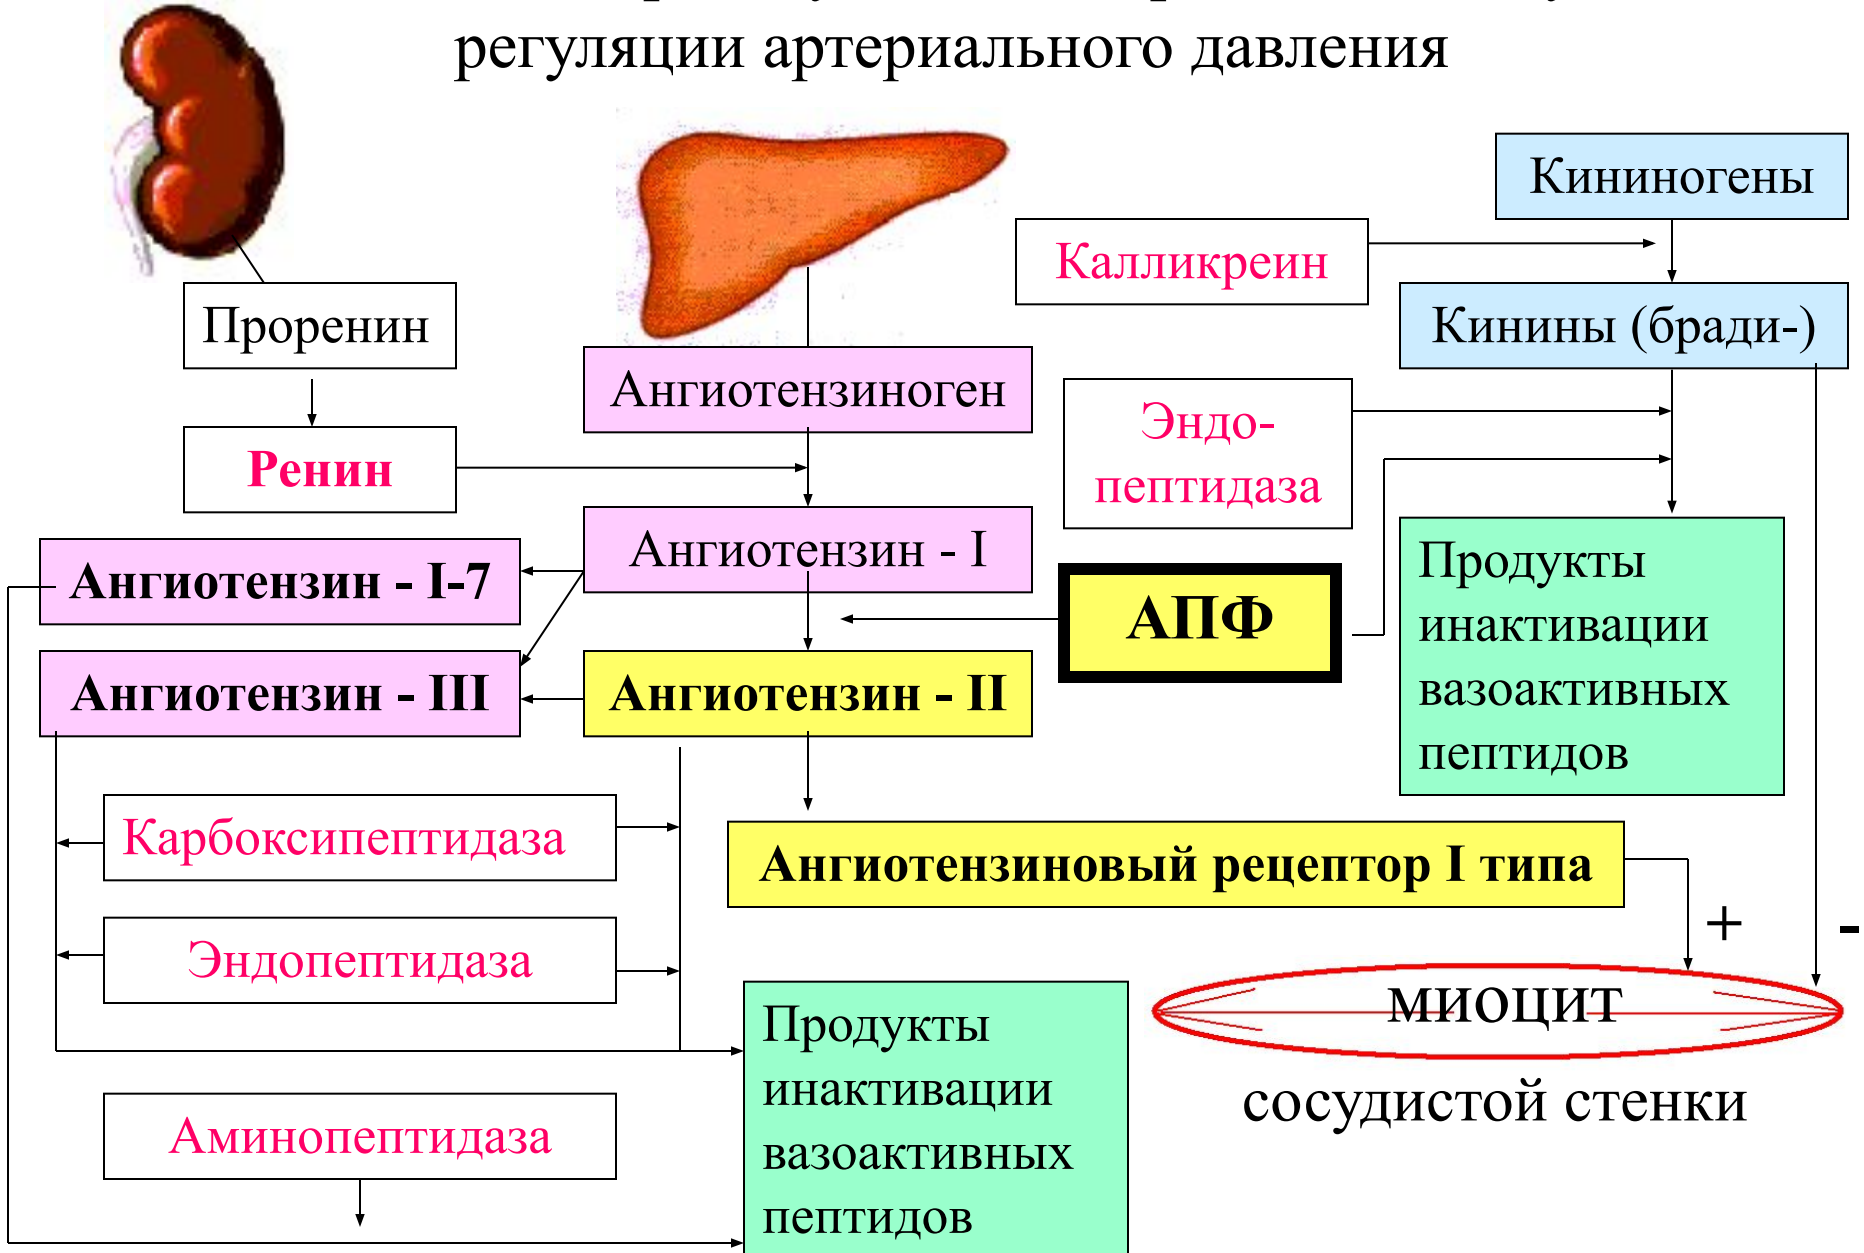 регуляции артериального давления
Кининогены
Калликреин
Проренин
Кинины (бради-)
Ангиотензиноген
Эндо-
пептидаза
Ренин
Ангиотензин - I
Ангиотензин - I-7
АПФ
Продукты
инактивации
вазоактивных
пептидов
Ангиотензин - III
Ангиотензин - II
Карбоксипептидаза
Ангиотензиновый рецептор I типа
+
-
Эндопептидаза
миоцит
сосудистой стенки
Продукты
инактивации
вазоактивных
пептидов
Аминопептидаза